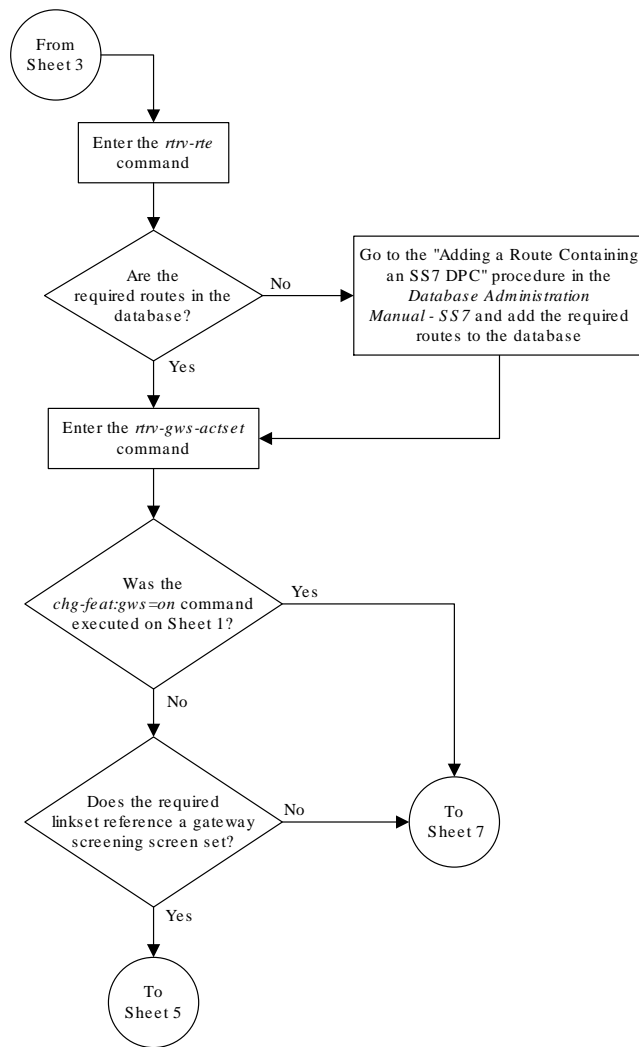 From
Sheet 3
Enter the rtrv-rte
command
Are the
required routes in the
database?
No
Go to the "Adding a Route Containing
an SS7 DPC" procedure in the
Database Administration
Manual - SS7 and add the required
routes to the database
Yes
Enter the rtrv-gws-actset
command
Was the
chg-feat:gws=on command
executed on Sheet 1?
Yes
No
Does the required
linkset reference a gateway
screening screen set?
No
To
Sheet 7
Yes
To
Sheet 5